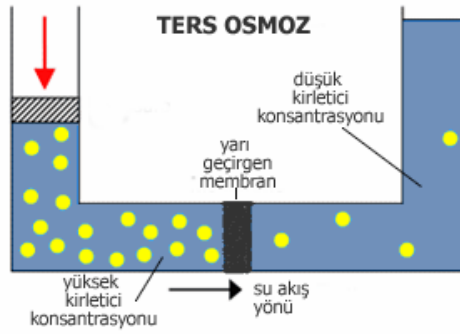 TERS OSMOZ
düşük
kirletici
konsantrasyonu
yarı
geçirgen
membran
yüksek
kirletici
konsantrasyonu
su akış
yönü